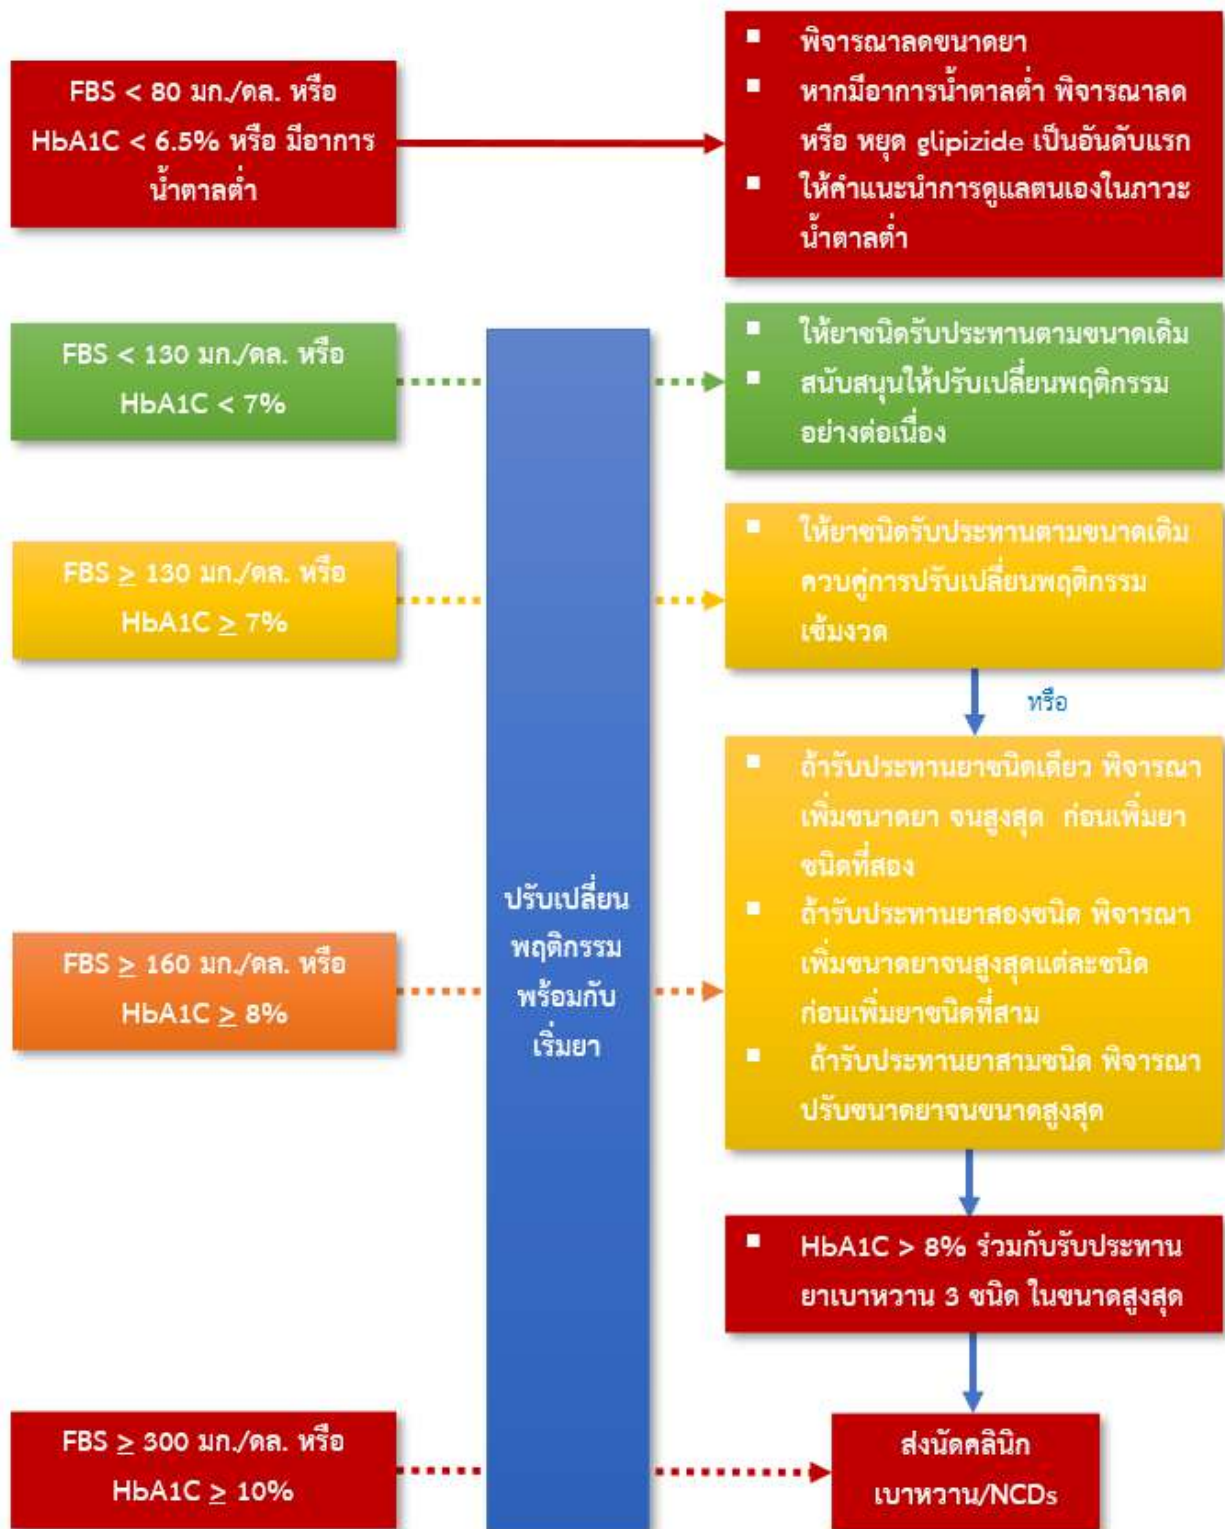 FBS < 80 มก./ดล. หรือ
HbA1C < 6.5% หรือ มีอาการ
น้ำตาลต่ำ
▪ พิจารณาลดขนาดยา
▪ หากมีอาการน้ำตาลต่ำ พิจารณาลด
หรือ หยุด glipizide เป็นอันดับแรก
▪ ให้คำแนะนำการดูแลตนเองในภาวะ
น้ำตาลต่ำ
FBS < 130 มก./ดล. หรือ
HbA1C < 7%
▪ ให้ยาชนิดรับประทานตามขนาดเดิม
▪ สนับสนุนให้ปรับเปลี่ยนพฤติกรรม
อย่างต่อเนื่อง
FBS ≥ 130 มก./ดล. หรือ
HbA1C ≥ 7%
▪ ให้ยาชนิดรับประทานตามขนาดเดิม
ควบคู่การปรับเปลี่ยนพฤติกรรม
เข้มงวด
หรือ
ปรับเปลี่ยน
พฤติกรรม
พร้อมกับ
เริ่มยา
FBS ≥ 160 มก./ดล. หรือ
HbA1C ≥ 8%
▪ ถ้ารับประทานยาชนิดเดียว พิจารณา
เพิ่มขนาดยา จนสูงสุด ก่อนเพิ่มยา
ชนิดที่สอง
▪ ถ้ารับประทานยาสองชนิด พิจารณา
เพิ่มขนาดยาจนสูงสุดแต่ละชนิด
ก่อนเพิ่มยาชนิดที่สาม
▪ ถ้ารับประทานยาสามชนิด พิจารณา
ปรับขนาดยาจนขนาดสูงสุด
▪ HbA1C > 8% ร่วมกับรับประทาน
ยาเบาหวาน 3 ชนิด ในขนาดสูงสุด
FBS ≥ 300 มก./ดล. หรือ
HbA1C ≥ 10%
ส่งนัดคลินิก
เบาหวาน/NCDs